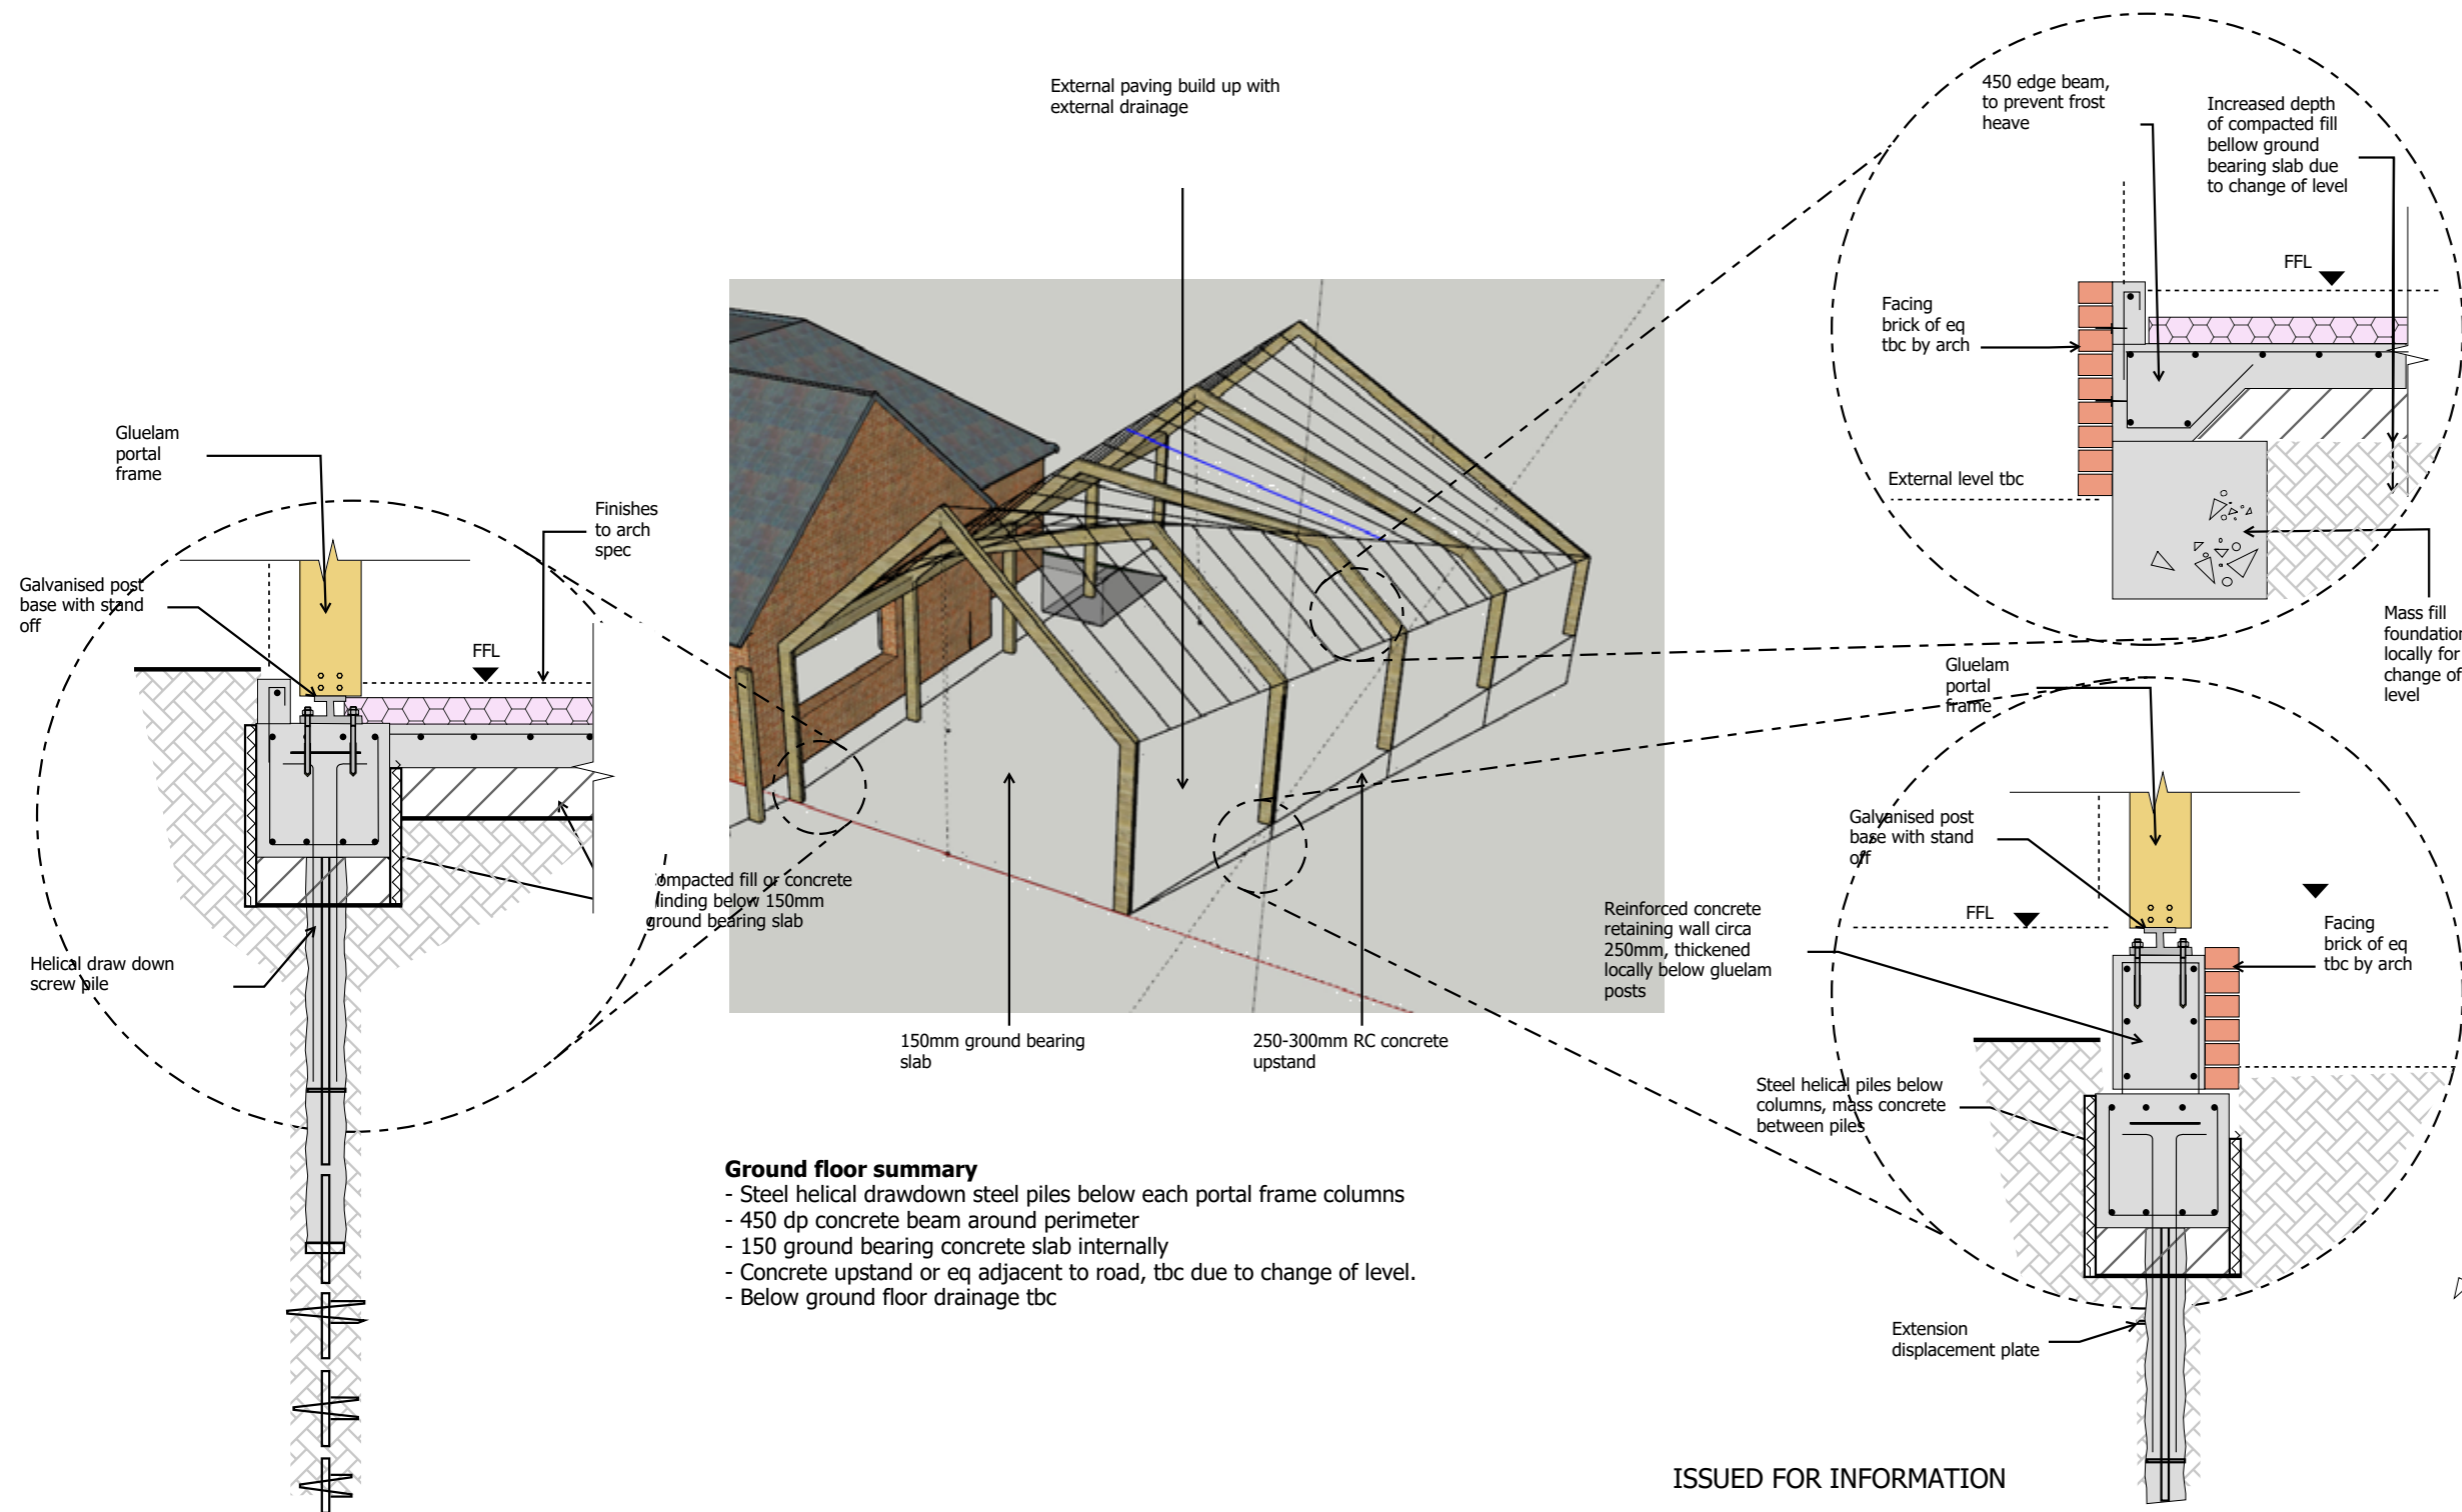 External paving build up with
external drainage
450 edge beam,
to prevent frost
heave
Increased depth
of compacted fill
bellow ground
bearing slab due
to change of level
FFL
Facing
brick of eq
tbc by arch
External level tbc
Mass fill
foundation
locally for
change of
level
Gluelam
portal
frame
Finishes
to arch
spec
Galvanised post
base with stand
off
FFL
ompacted fill or concrete
linding below 150mm
ground bearing slab
Helical draw down
screw pile
150mm ground bearing
slab
250-300mm RC concrete
upstand
Gluelam
portal
frame
Galvanised post
base with stand
off
FFL
Facing
brick of eq
tbc by arch
Reinforced concrete
retaining wall circa
250mm, thickened
locally below gluelam
posts
Steel helical piles below
columns, mass concrete
between piles
Extension
displacement plate
Ground floor summary
- Steel helical drawdown steel piles below each portal frame columns
- 450 dp concrete beam around perimeter
- 150 ground bearing concrete slab internally
- Concrete upstand or eq adjacent to road, tbc due to change of level.
- Below ground floor drainage tbc
ISSUED FOR INFORMATION